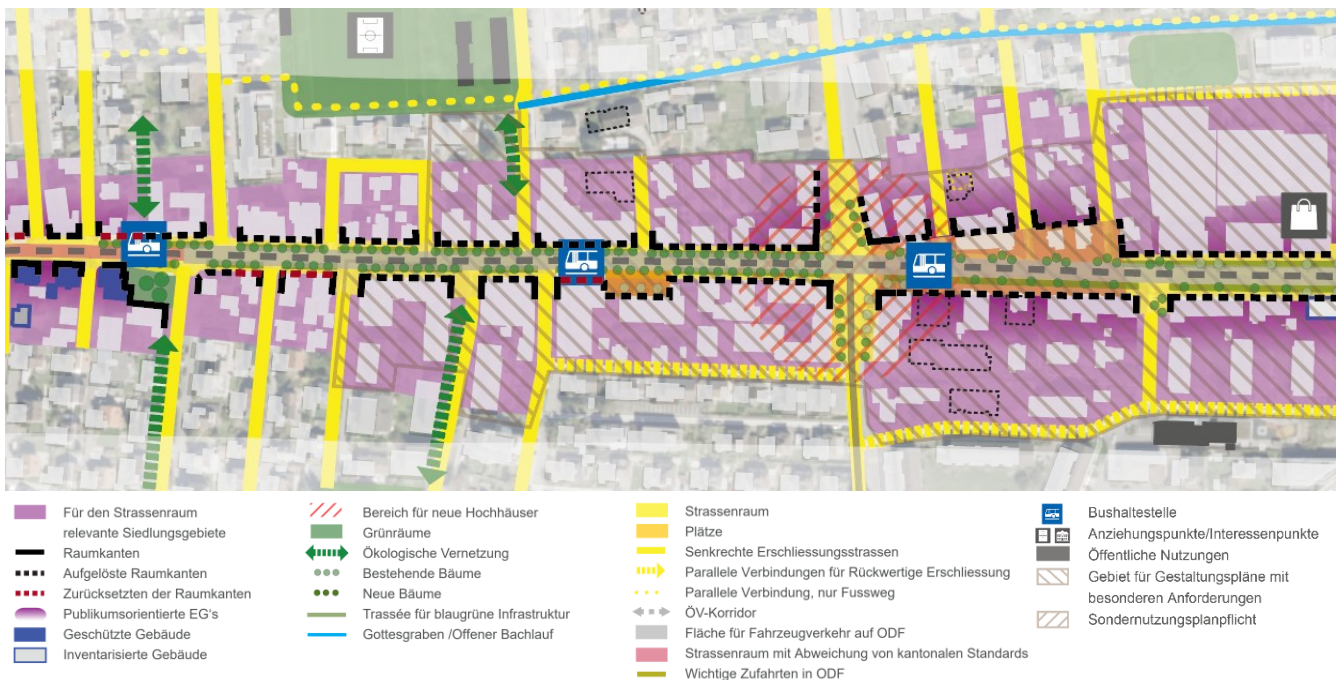 Für den Strassenraum
relevante Siedlungsgebiete
Raumkanten
Aufgelöste Raumkanten
Zurücksetzten der Raumkanten
Publikumsorientierte EG's
Geschützte Gebäude
Inventarisierte Gebäude
Bereich für neue Hochhäuser
Grünräume
Ökologische Vernetzung
Bestehende Bäume
Neue Bäume
Trassée für blaugrüne Infrastruktur
Gottesgraben /Offener Bachlauf
Strassenraum
Plätze
Senkrechte Erschliessungsstrassen
Parallele Verbindungen für Rückwertige Erschliessung
Parallele Verbindung, nur Fussweg
ÖV-Korridor
Fläche für Fahrzeugverkehr auf ODF
Strassenraum mit Abweichung von kantonalen Standards
Wichtige Zufahrten in ODF
Bushaltestelle
Anziehungspunkte/Interessenpunkte
Öffentliche Nutzungen
Gebiet für Gestaltungspläne mit
besonderen Anforderungen
Sondernutzungsplanpflicht